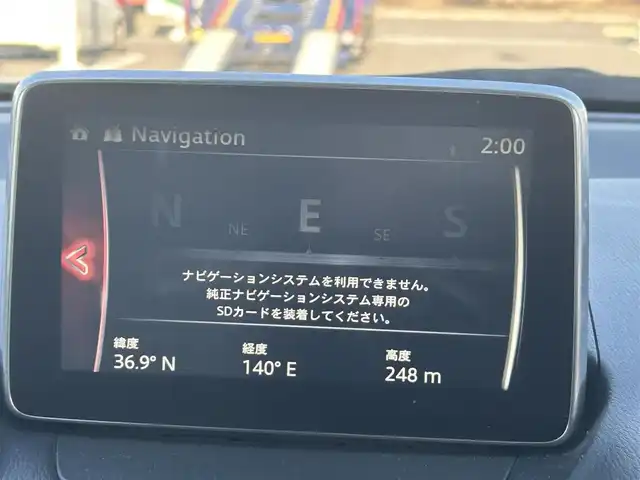 Navigation 2:00
N NE E SE S
ナビゲーションシステムを利用できません。
純正ナビゲーションシステム専用の
SDカードを装着してください。
緯度 経度 高度
36.9° N 140° E 248 m